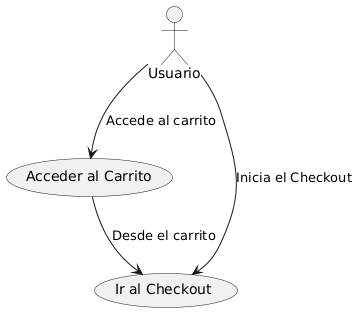 Usuario
Accede al carrito
Acceder al Carrito
Inicia el Checkout
Desde el carrito
Ir al Checkout